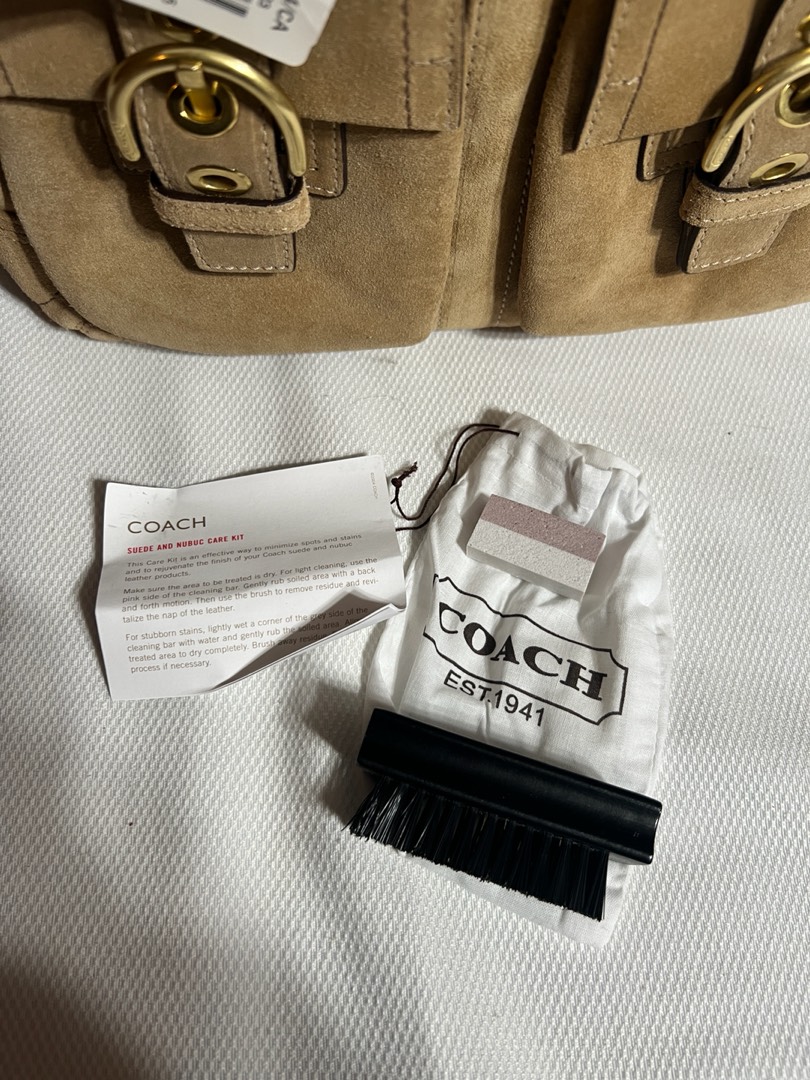 4/CA
COACH
SUEDE AND NUBUC CARE KIT
This Care Kit is an effective way to minimize spots and stains
and to rejuvenate the finish of your Coach suede and nubuc
leather products.
Make sure the area to be treated is dry. For light cleaning, use the
pink side of the cleaning bar. Gently rub soiled area with a back
and forth motion. Then use the brush to remove residue and revi-
talize the nap of the leather.
For stubborn stains, lightly wet a corner of the grey side of the
cleaning bar with water and gently rub the soiled area.
treated area to dry completely. Brush away
process if necessary.
COACH
EST.1941